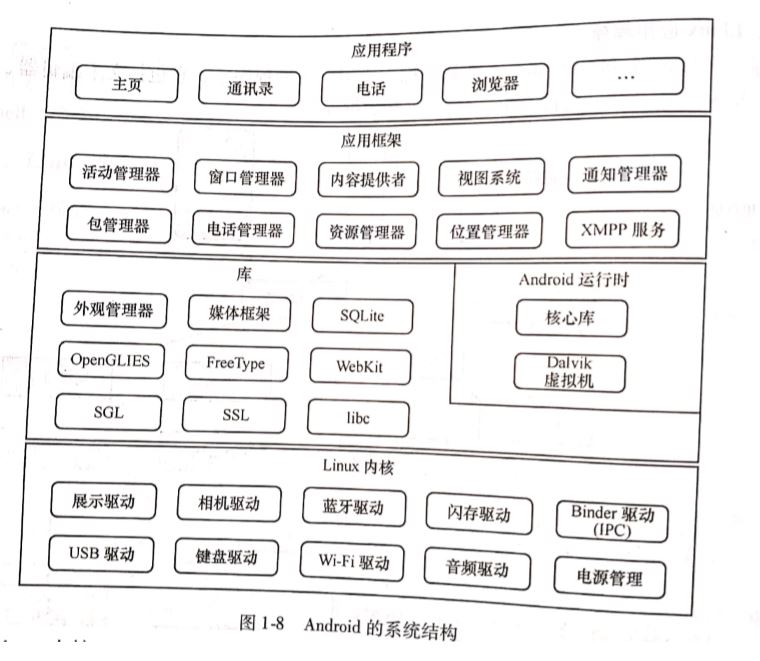 应用程序
主页 通讯录 电话 浏览器 …
应用框架
活动管理器 窗口管理器 内容提供者 视图系统 通知管理器
包管理器 电话管理器 资源管理器 位置管理器 XMPP 服务
库
外观管理器 媒体框架 SQLite
OpenGLIES FreeType WebKit
SGL SSL libc
Android 运行时
核心库
Dalvik
虚拟机
Linux 内核
展示驱动 相机驱动 蓝牙驱动 闪存驱动 Binder 驱动
(IPC)
USB 驱动 键盘驱动 Wi-Fi 驱动 音频驱动 电源管理
图 1-8 Android 的系统结构